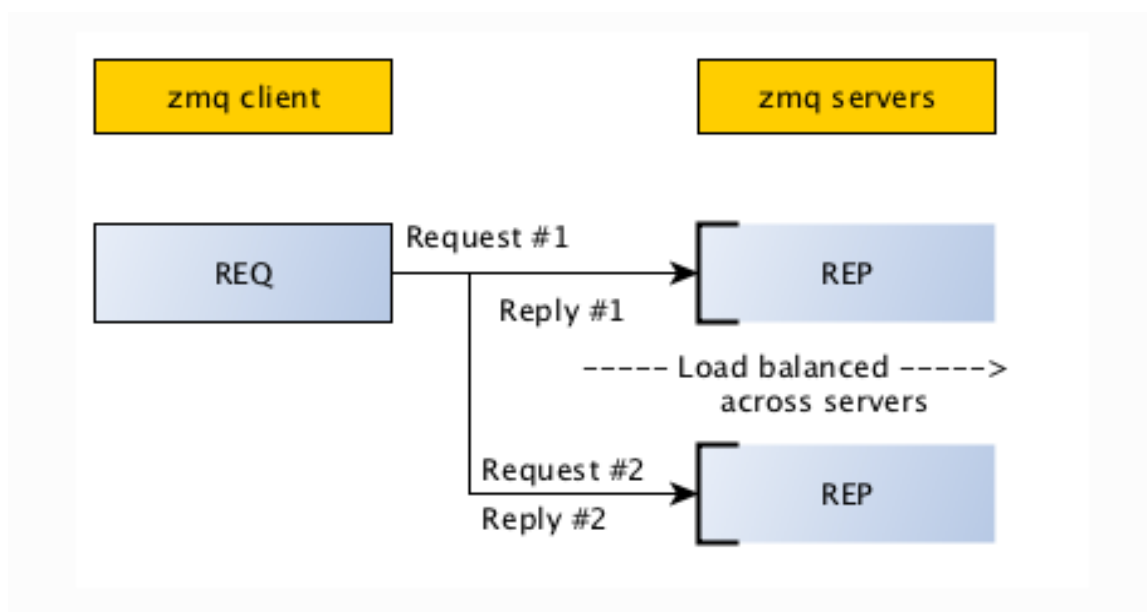 zmq client
zmq servers
Request #1
REQ
REP
Reply #1
----- Load balanced ----->
across servers
Request #2
REP
Reply #2